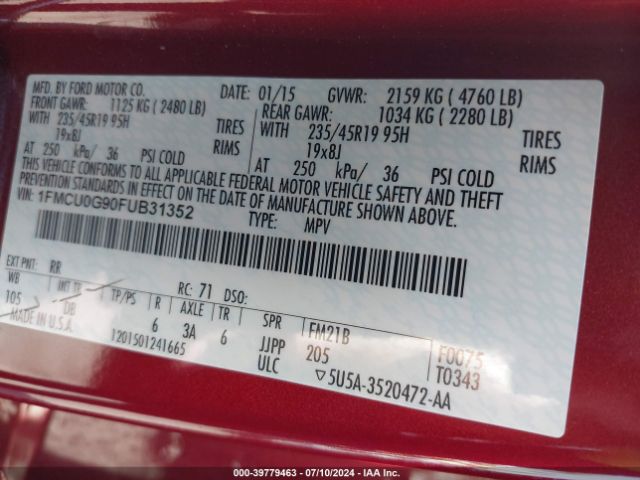 MFD. BY FORD MOTOR CO.
DATE: 01/15 GVWR: 2159 KG ( 4760 LB)
FRONT GAWR: 1125 KG ( 2480 LB) REAR GAWR: 1034 KG ( 2280 LB)
WITH 235/45R19 95H TIRES WITH 235/45R19 95H TIRES
19x8J RIMS 19x8J RIMS
AT 250 kPa/ 36 PSI COLD AT 250 kPa/ 36 PSI COLD
THIS VEHICLE CONFORMS TO ALL APPLICABLE FEDERAL MOTOR VEHICLE SAFETY AND THEFT
PREVENTION STANDARDS IN EFFECT ON THE DATE OF MANUFACTURE SHOWN ABOVE.
VIN: 1FMCU0G90FUB31352
TYPE: MPV
EXT PNT: RR RC: 71 DSO:
WB INT TR TP/PS R AXLE TR SPR
105 DB 6 3A 6 JJPP FM21B F0075
MADE IN U.S.A. 1201501241665 ULC 205 T0343
▽5U5A-3520472-AA
000-39779463 - 07/10/2024 - IAA Inc.